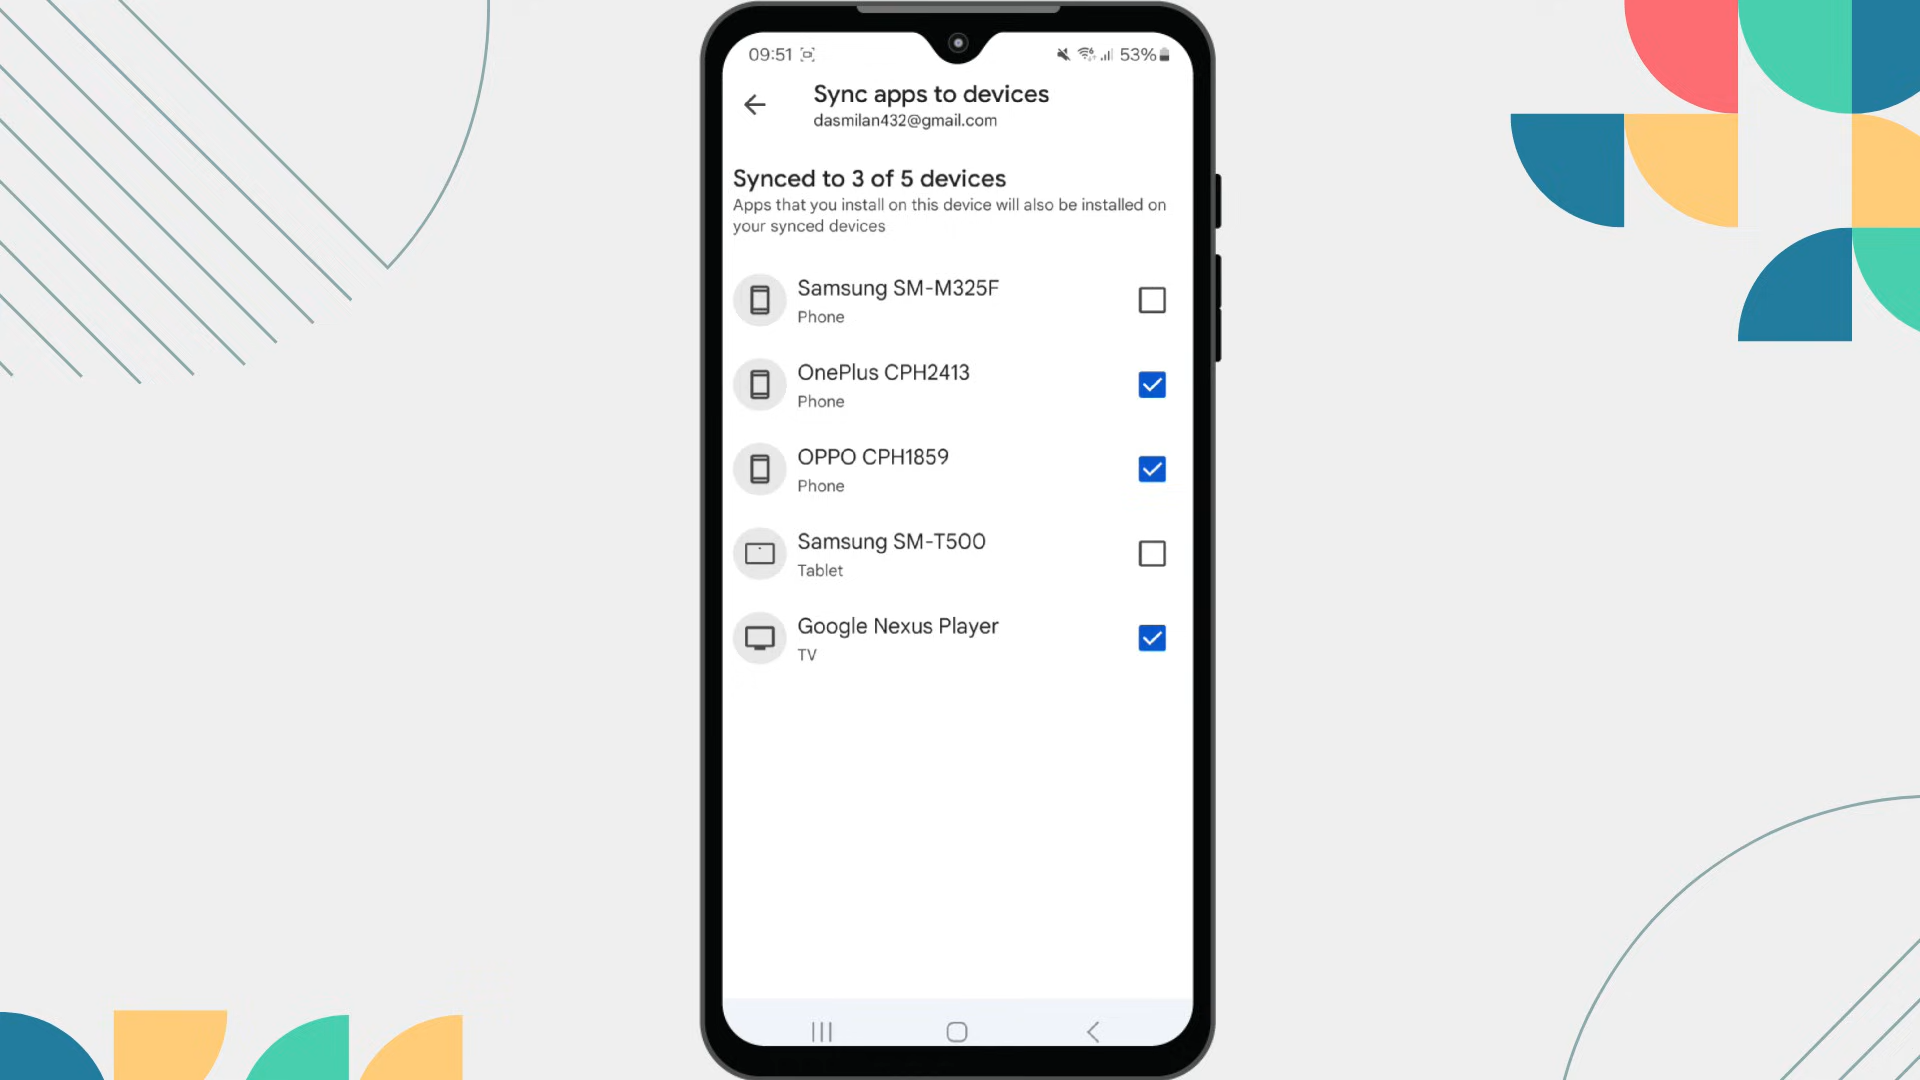 09:51
53%
Sync apps to devices
dasmilan432@gmail.com
Synced to 3 of 5 devices
Apps that you install on this device will also be installed on
your synced devices
Samsung SM-M325F
Phone
OnePlus CPH2413
Phone
OPPO CPH1859
Phone
Samsung SM-T500
Tablet
Google Nexus Player
TV